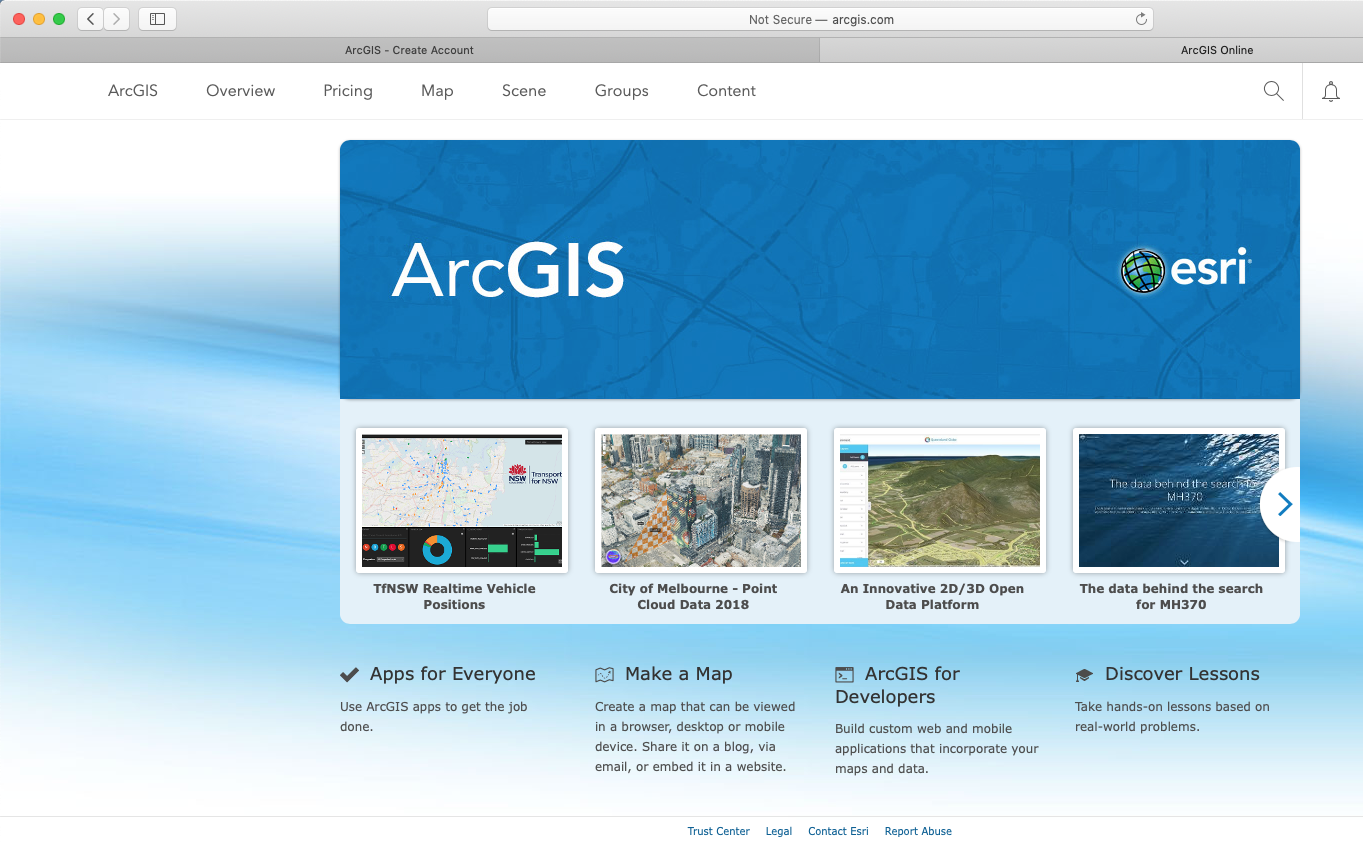 Not Secure — arcgis.com
ArcGIS - Create Account
ArcGIS Online
ArcGIS
Overview
Pricing
Map
Scene
Groups
Content
ArcGIS
esri
NSW
Transport
for NSW
The data behind the search for
MH370
TfNSW Realtime Vehicle
Positions
City of Melbourne - Point
Cloud Data 2018
An Innovative 2D/3D Open
Data Platform
The data behind the search
for MH370
Apps for Everyone
Use ArcGIS apps to get the job
done.
Make a Map
Create a map that can be viewed
in a browser, desktop or mobile
device. Share it on a blog, via
email, or embed it in a website.
ArcGIS for
Developers
Build custom web and mobile
applications that incorporate your
maps and data.
Discover Lessons
Take hands-on lessons based on
real-world problems.
Trust Center
Legal
Contact Esri
Report Abuse